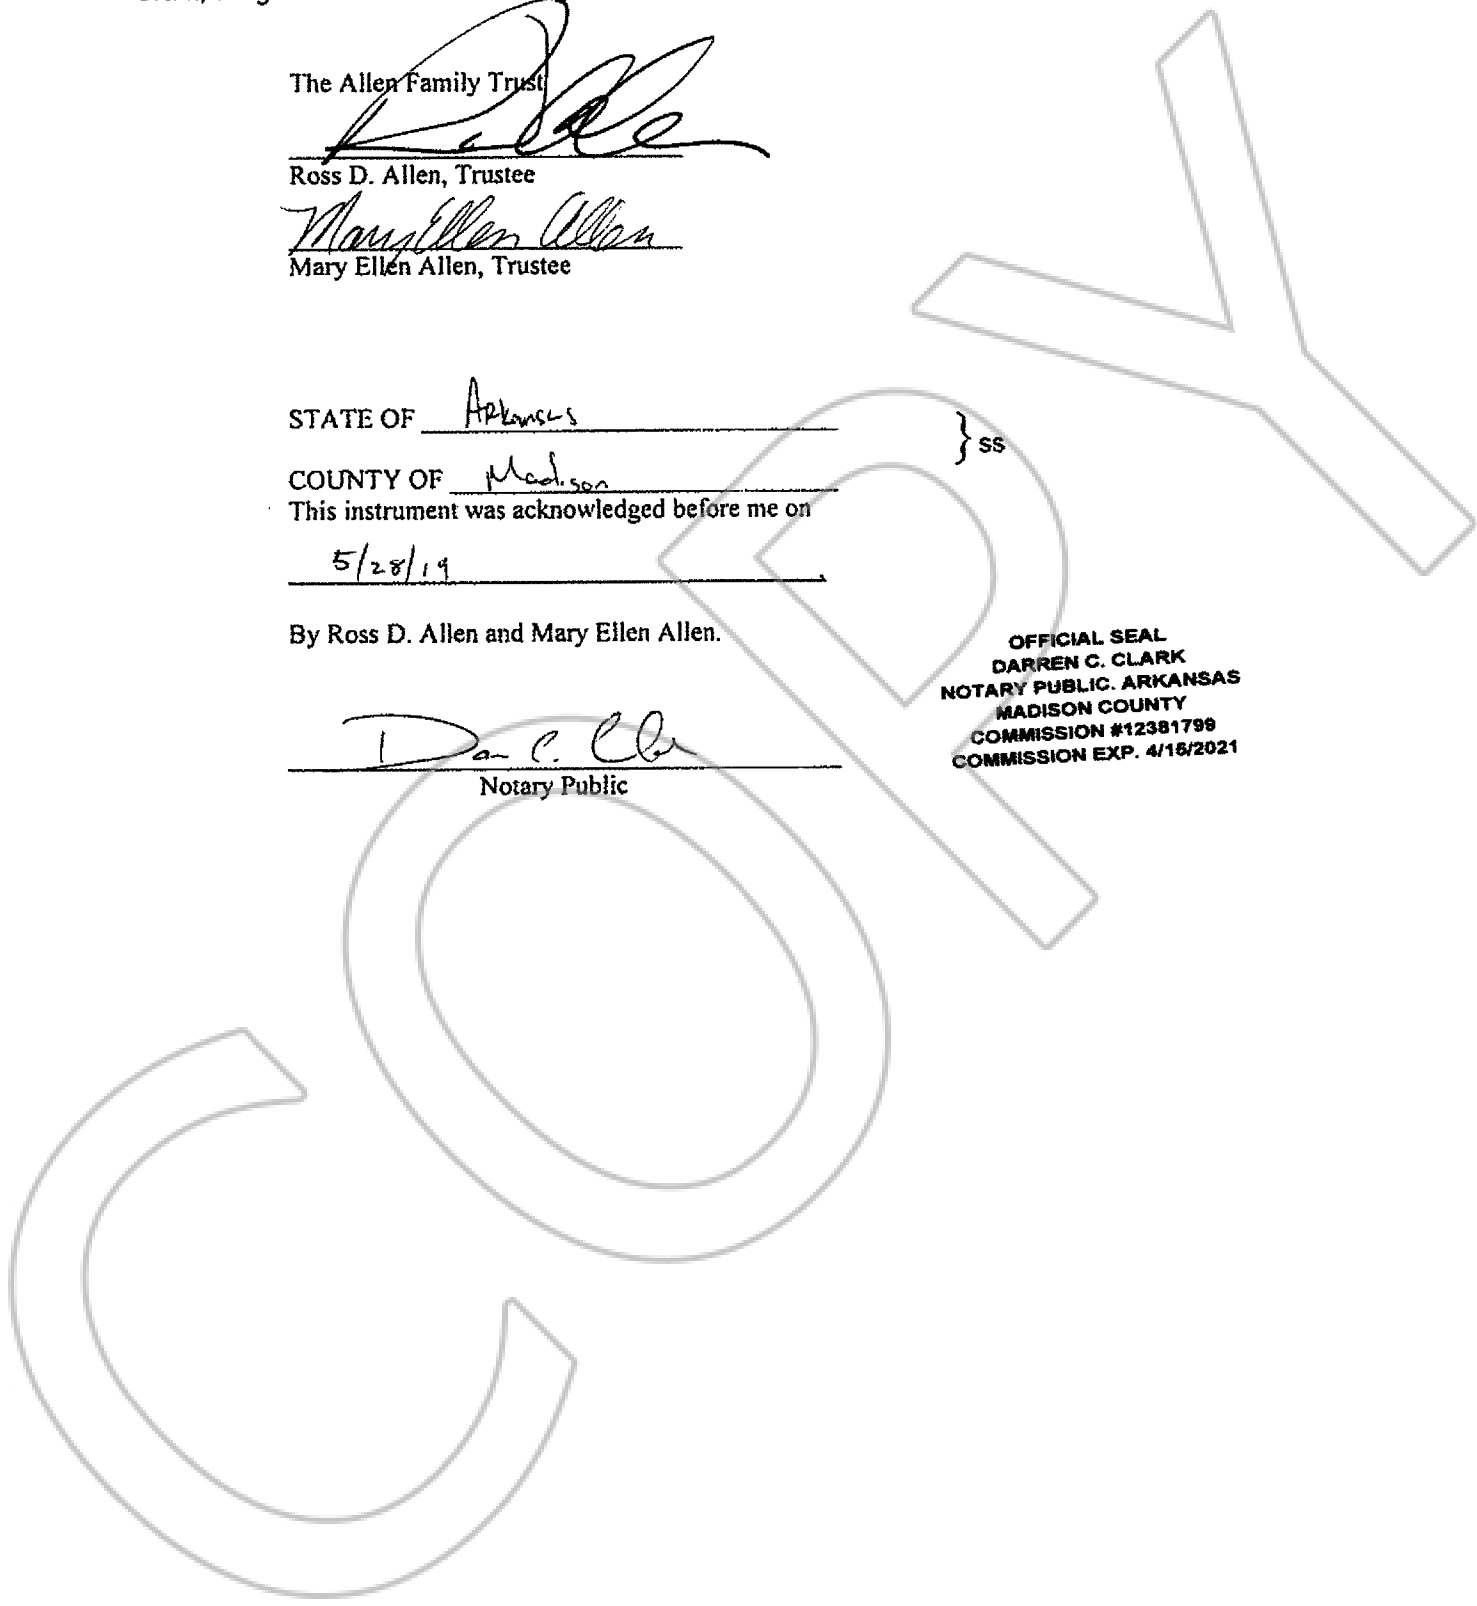 The Allen Family Trust
Ross D. Allen, Trustee
Mary Ellen Allen
Mary Ellen Allen, Trustee
STATE OF Arkansas
} ss
COUNTY OF Madison
This instrument was acknowledged before me on
5/28/19
By Ross D. Allen and Mary Ellen Allen.
OFFICIAL SEAL
DARREN C. CLARK
NOTARY PUBLIC. ARKANSAS
MADISON COUNTY
COMMISSION #12381799
COMMISSION EXP. 4/15/2021
Notary Public
COPY